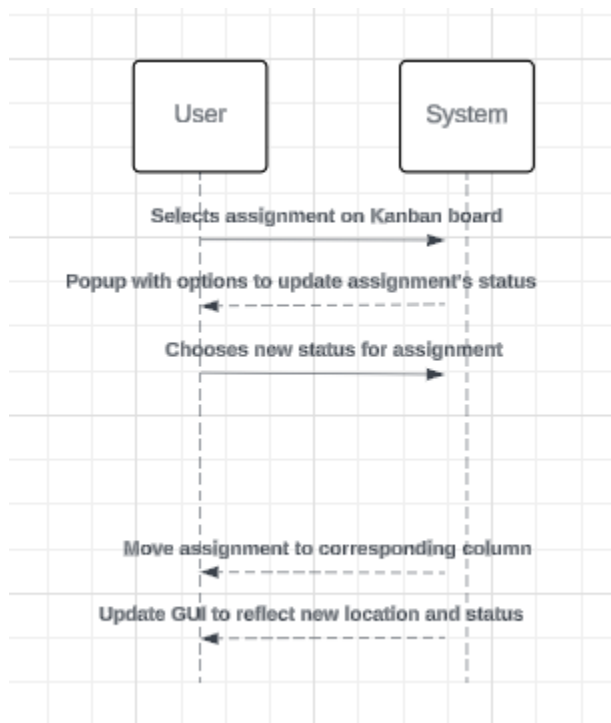 User
System
Selects assignment on Kanban board
Popup with options to update assignment's status
Chooses new status for assignment
Move assignment to corresponding column
Update GUI to reflect new location and status